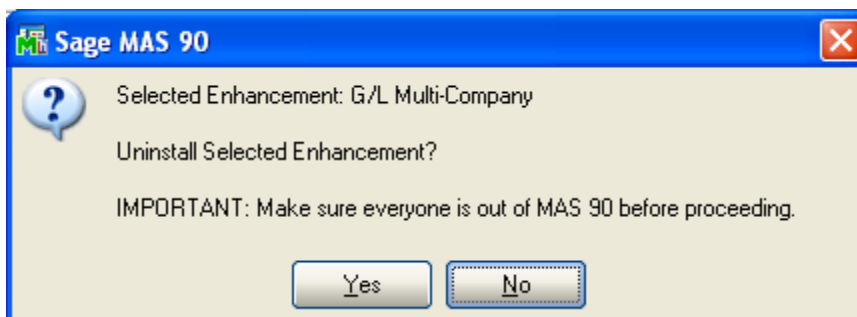 Sage MAS 90
Selected Enhancement: G/L Multi-Company
Uninstall Selected Enhancement?
IMPORTANT: Make sure everyone is out of MAS 90 before proceeding.
Yes No